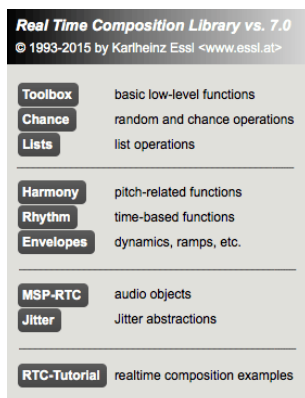 Real Time Composition Library vs. 7.0
© 1993-2015 by Karlheinz Essl <www.essl.at>
Toolbox basic low-level functions
Chance random and chance operations
Lists list operations
Harmony pitch-related functions
Rhythm time-based functions
Envelopes dynamics, ramps, etc.
MSP-RTC audio objects
Jitter Jitter abstractions
RTC-Tutorial realtime composition examples